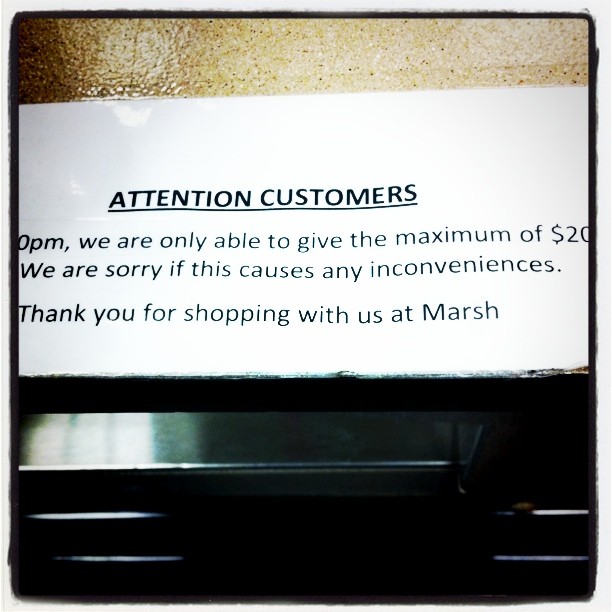 ATTENTION CUSTOMERS
0pm, we are only able to give the maximum of $20
We are sorry if this causes any inconveniences.
Thank you for shopping with us at Marsh